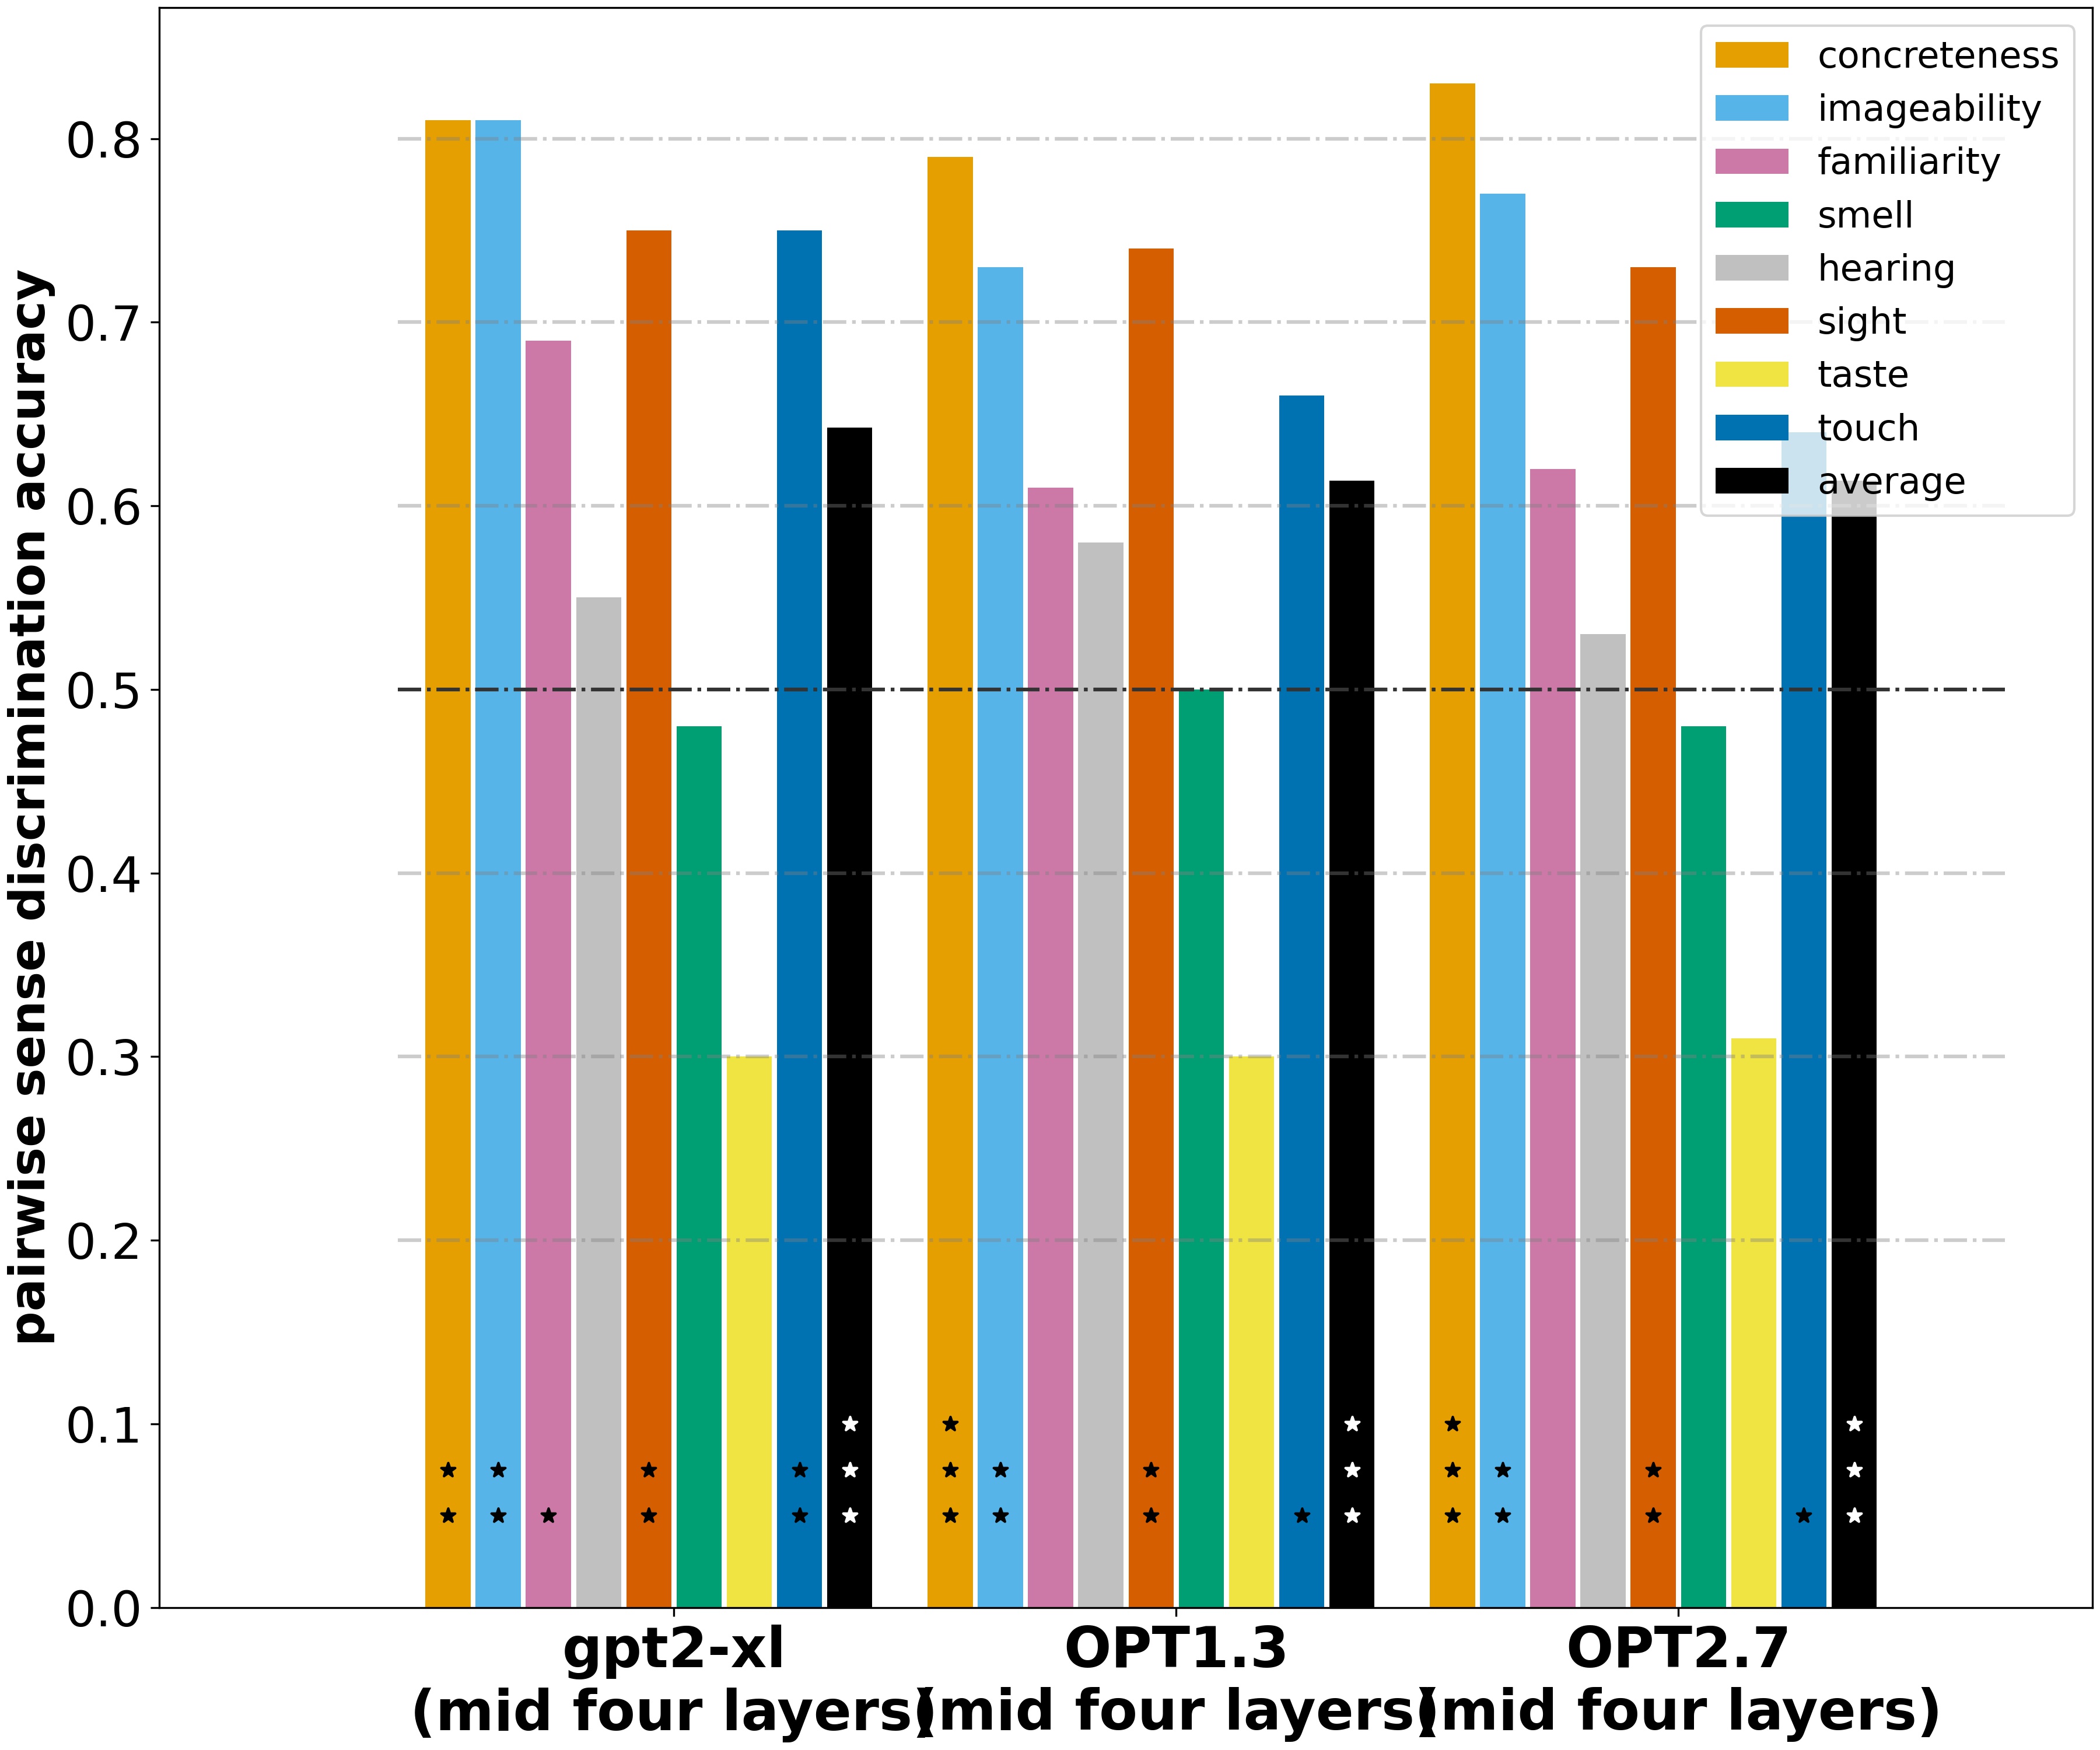 pairwise sense discrimination accuracy
0.8
0.7
0.6
0.5
0.4
0.3
0.2
0.1
0.0
concreteness
imageability
familiarity
smell
hearing
sight
taste
touch
average
gpt2-xl
(mid four layers)
OPT1.3
(mid four layers)
OPT2.7
(mid four layers)